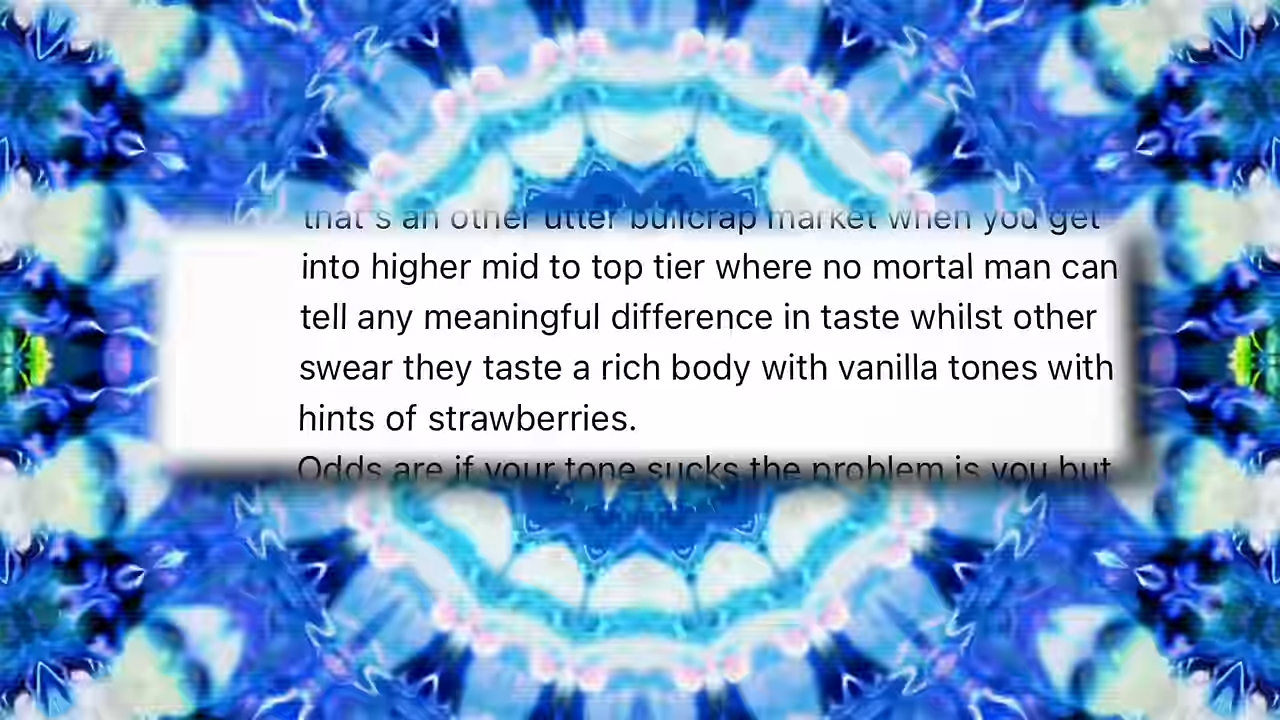 that's an other utter bullcrap market when you get
into higher mid to top tier where no mortal man can
tell any meaningful difference in taste whilst other
swear they taste a rich body with vanilla tones with
hints of strawberries.
Odds are if your tone sucks the problem is you but